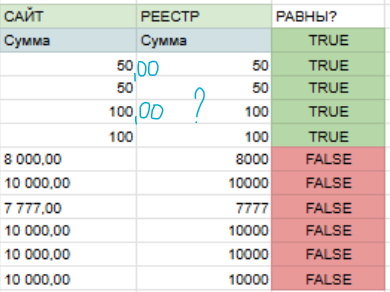 САЙТ РЕЕСТР РАВНЫ?
Сумма Сумма TRUE
50,00 50 TRUE
50 50 TRUE
100,00 ? 100 TRUE
100 100 TRUE
8 000,00 8000 FALSE
10 000,00 10000 FALSE
7 777,00 7777 FALSE
10 000,00 10000 FALSE
10 000,00 10000 FALSE
10 000,00 10000 FALSE